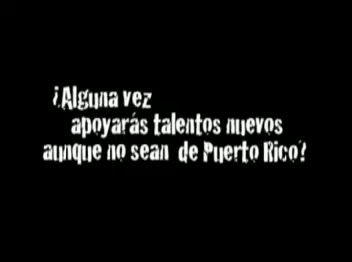 ¿Alguna vez
apoyarás talentos nuevos
aunque no sean de Puerto Rico?